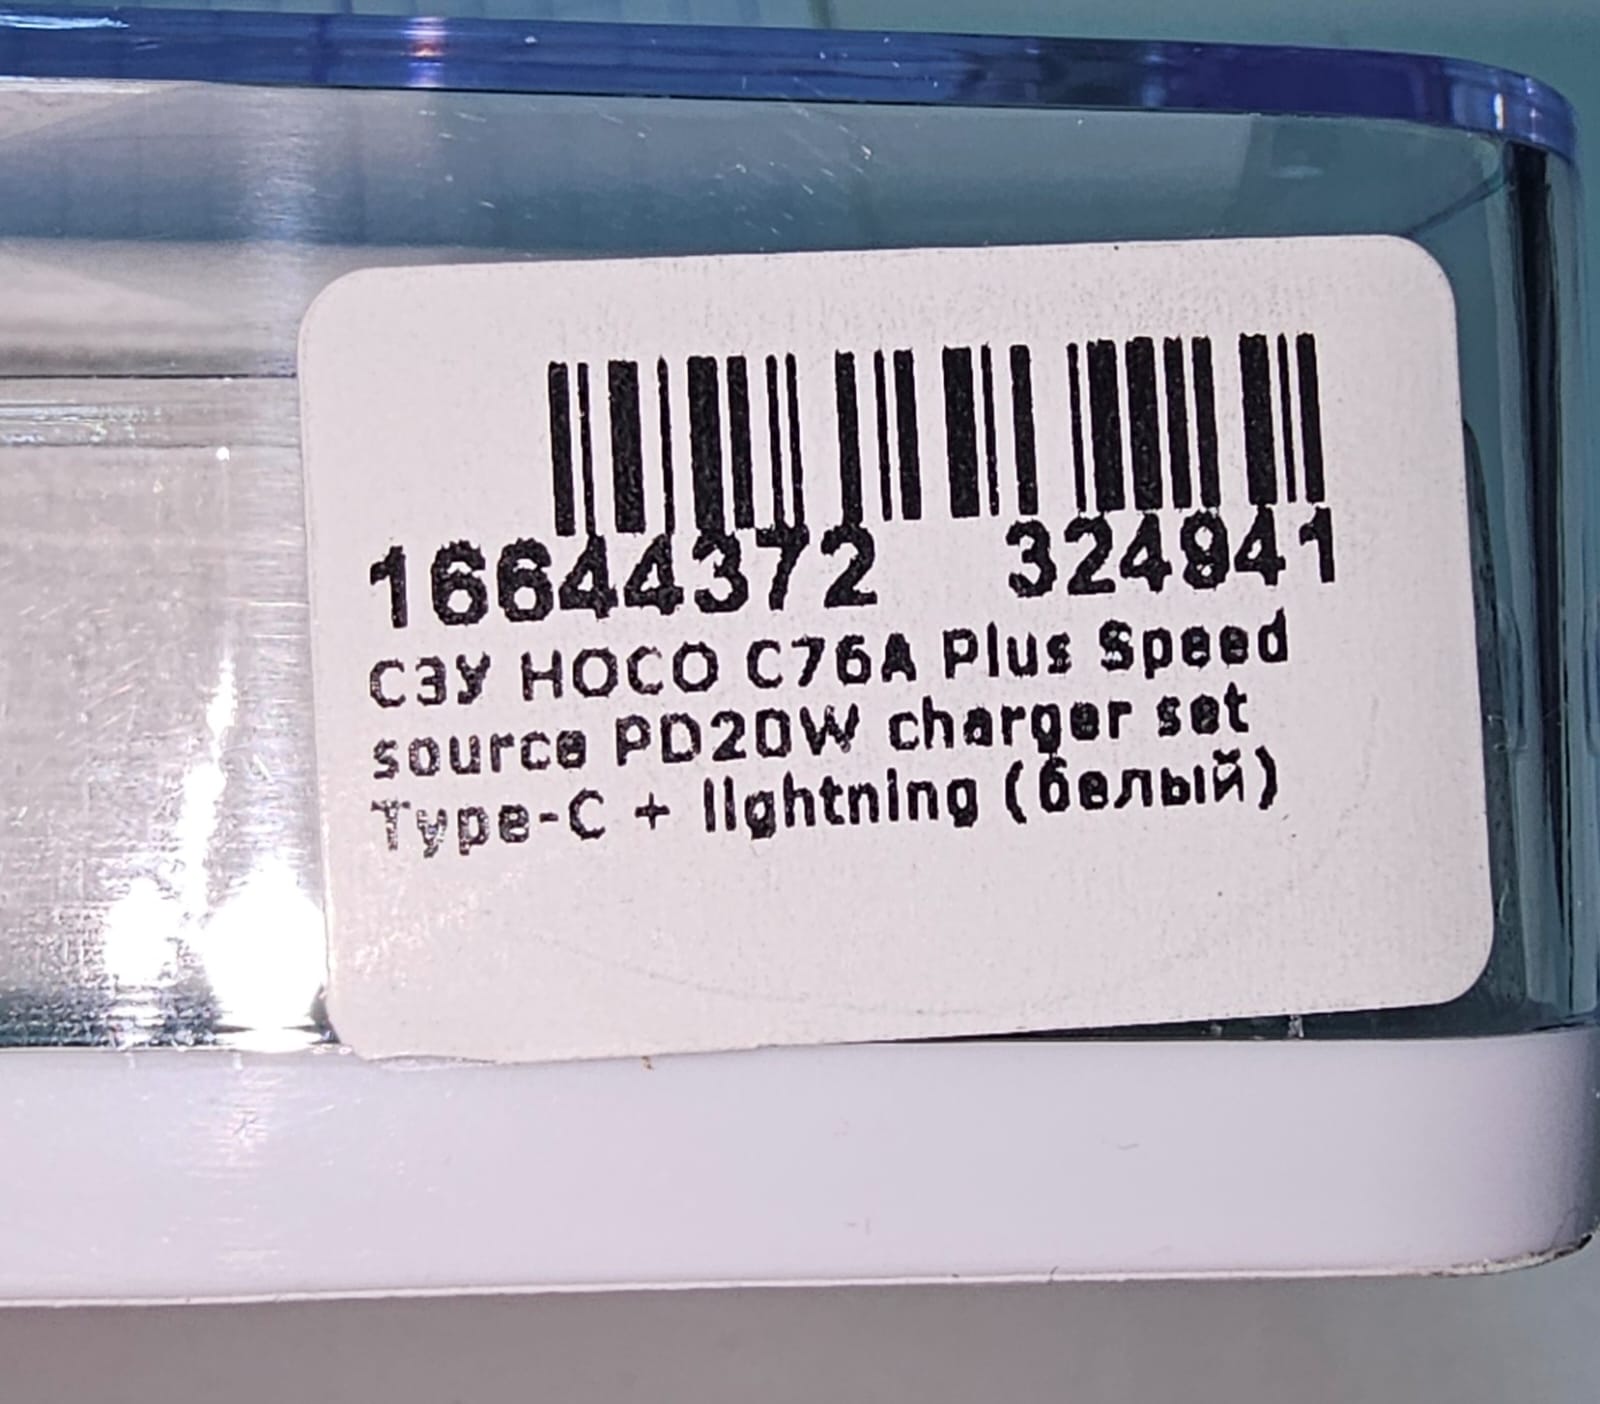 16644372 324941
СЗУ HOCO C76A Plus Speed
source PD20W charger set
Type-C + lightning (белый)